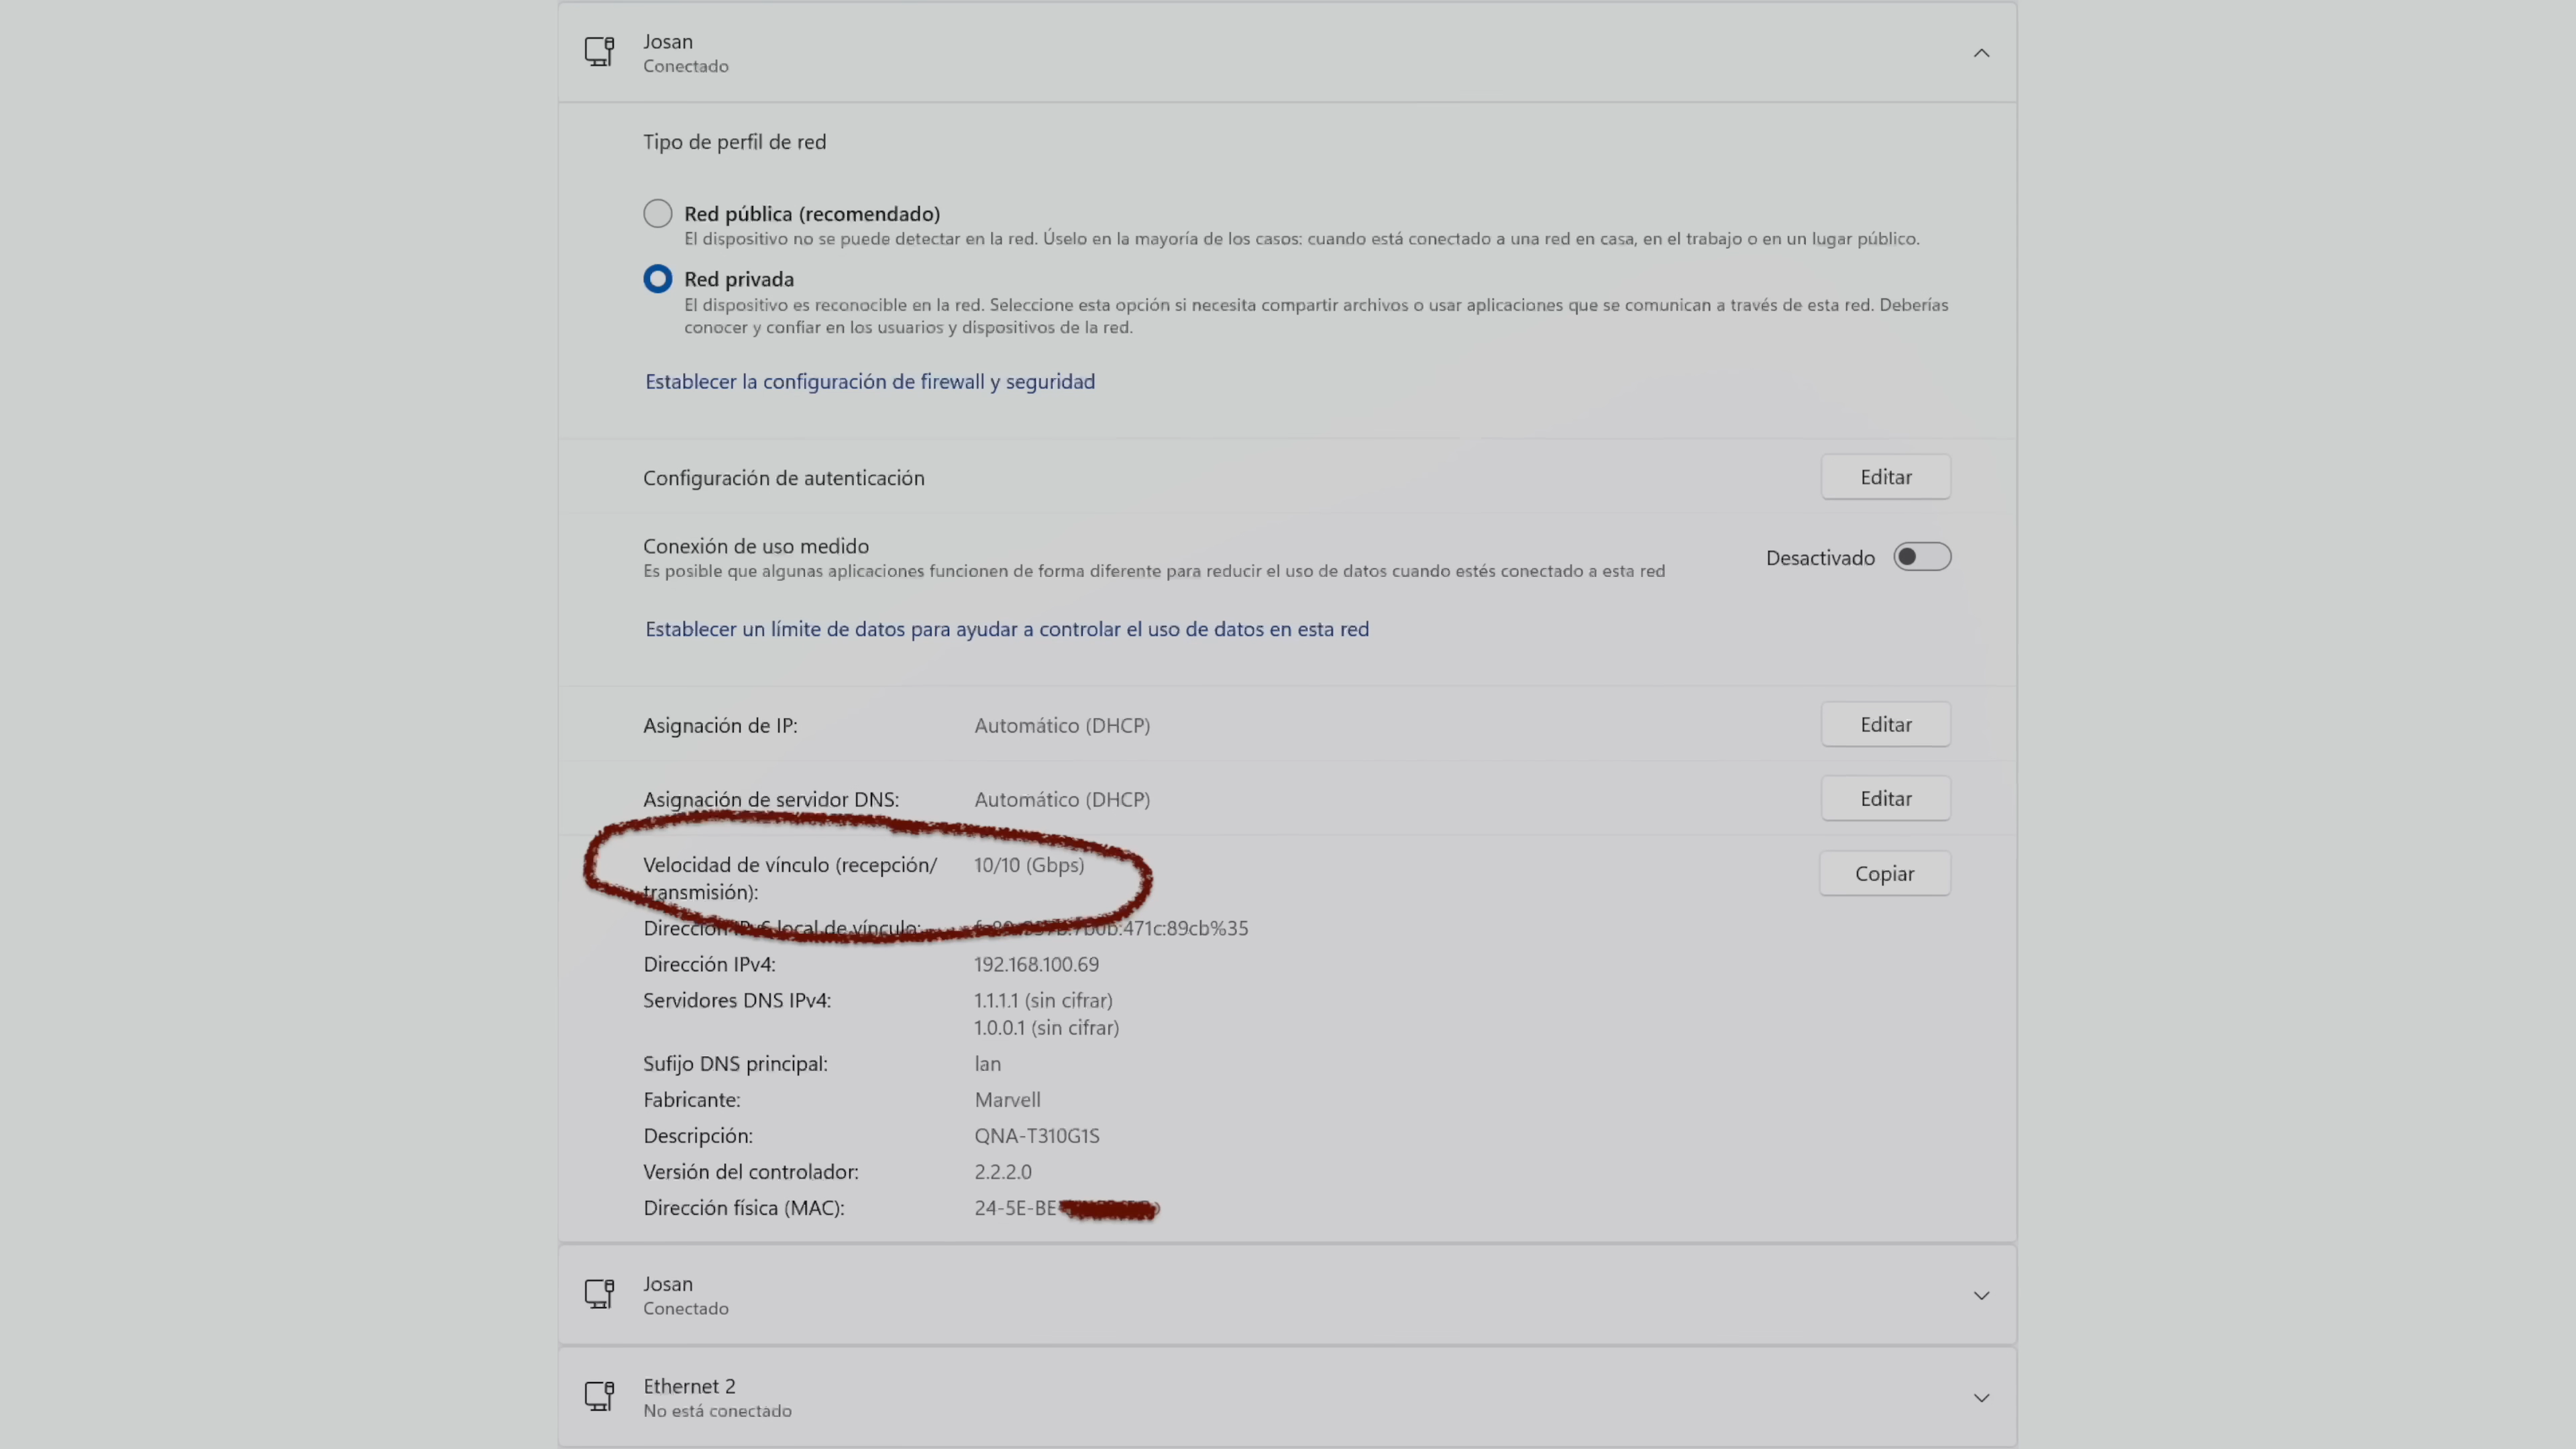 Josan
Conectado
Tipo de perfil de red
Red pública (recomendado)
El dispositivo no se puede detectar en la red. Úselo en la mayoría de los casos: cuando está conectado a una red en casa, en el trabajo o en un lugar público.
Red privada
El dispositivo es reconocible en la red. Seleccione esta opción si necesita compartir archivos o usar aplicaciones que se comunican a través de esta red. Deberías
conocer y confiar en los usuarios y dispositivos de la red.
Establecer la configuración de firewall y seguridad
Configuración de autenticación Editar
Conexión de uso medido
Es posible que algunas aplicaciones funcionen de forma diferente para reducir el uso de datos cuando estés conectado a esta red
Desactivado
Establecer un límite de datos para ayudar a controlar el uso de datos en esta red
Asignación de IP: Automático (DHCP) Editar
Asignación de servidor DNS: Automático (DHCP) Editar
Velocidad de vínculo (recepción/ 10/10 (Gbps) Copiar
transmisión):
Dirección IPv6 local de vínculo: :471c:89cb%35
Dirección IPv4: 192.168.100.69
Servidores DNS IPv4: 1.1.1.1 (sin cifrar)
1.0.0.1 (sin cifrar)
Sufijo DNS principal: lan
Fabricante: Marvell
Descripción: QNA-T310G1S
Versión del controlador: 2.2.2.0
Dirección física (MAC): 24-5E-BE
Josan
Conectado
Ethernet 2
No está conectado